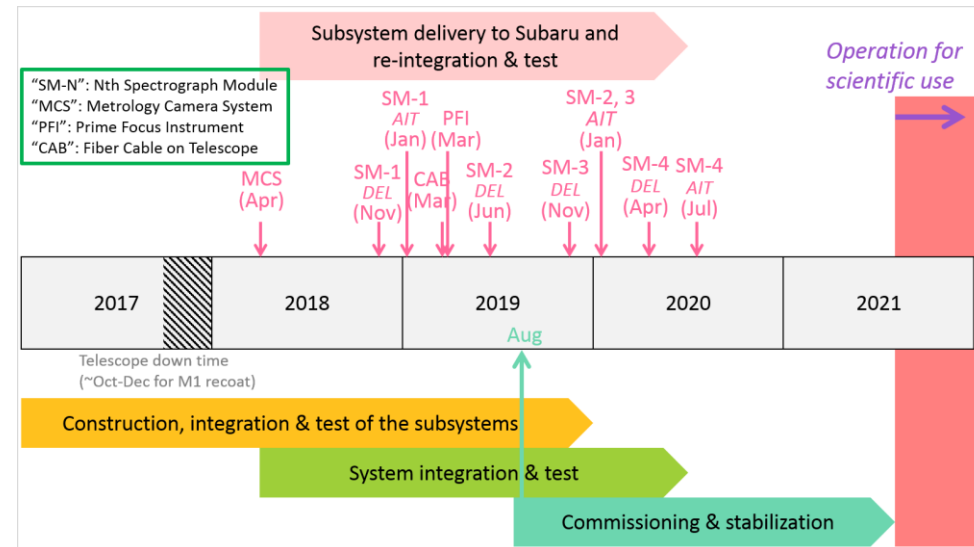 Subsystem delivery to Subaru and
re-integration & test
Operation for
scientific use
“SM-N”: Nth Spectrograph Module
“MCS”: Metrology Camera System
“PFI”: Prime Focus Instrument
“CAB”: Fiber Cable on Telescope
MCS
(Apr)
SM-1
DEL
(Nov)
SM-1
AIT
(Jan)
CAB
(Mar)
PFI
(Mar)
SM-2
DEL
(Jun)
SM-3
DEL
(Nov)
SM-2, 3
AIT
(Jan)
SM-4
DEL
(Apr)
SM-4
AIT
(Jul)
2017
2018
2019
2020
2021
Aug
Telescope down time
(~Oct-Dec for M1 recoat)
Construction, integration & test of the subsystems
System integration & test
Commissioning & stabilization